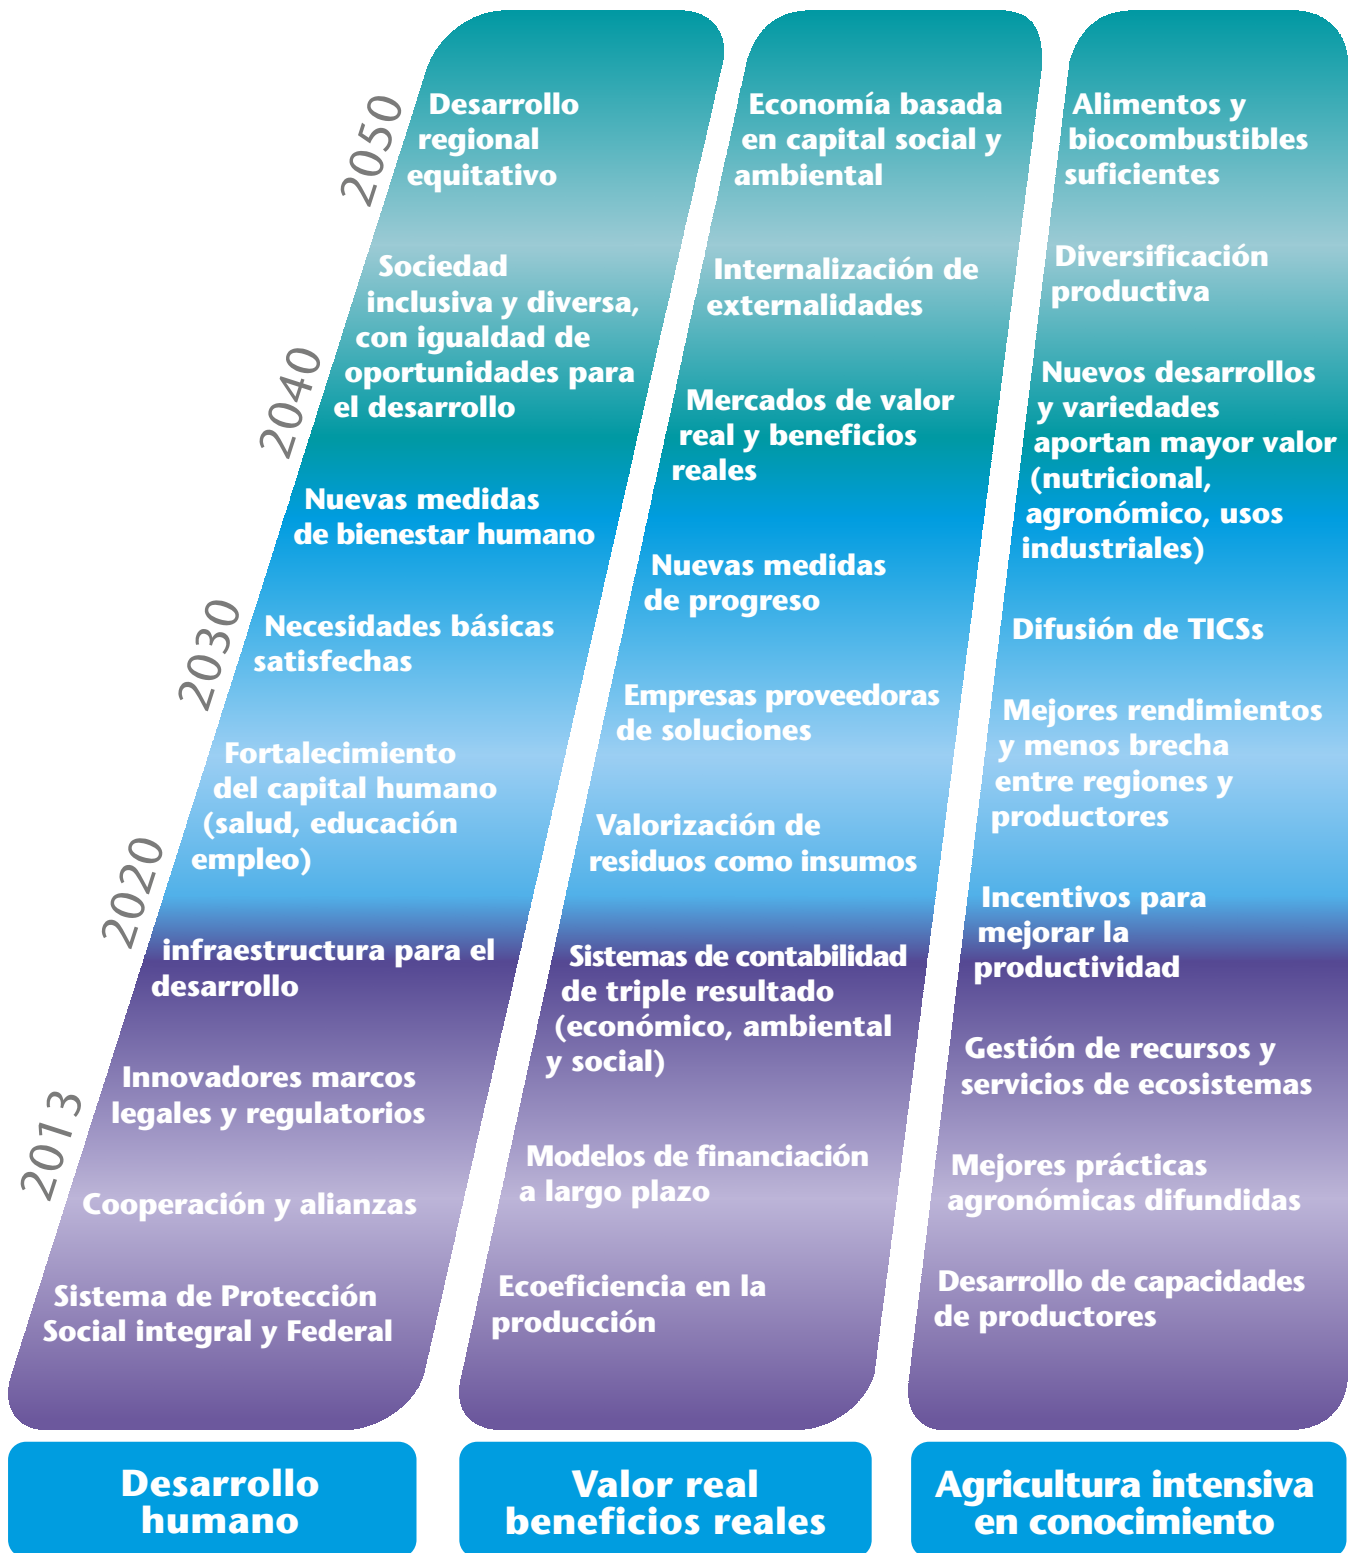 2050
2040
2030
2020
2013
Desarrollo
regional
equitativo
Sociedad
inclusiva y diversa,
con igualdad de
oportunidades para
el desarrollo
Nuevas medidas
de bienestar humano
Necesidades básicas
satisfechas
Fortalecimiento
del capital humano
(salud, educación
empleo)
infraestructura para el
desarrollo
Innovadores marcos
legales y regulatorios
Cooperación y alianzas
Sistema de Protección
Social integral y Federal
Desarrollo
humano
Economía basada
en capital social y
ambiental
Internalización de
externalidades
Mercados de valor
real y beneficios
reales
Nuevas medidas
de progreso
Empresas proveedoras
de soluciones
Valorización de
residuos como insumos
Sistemas de contabilidad
de triple resultado
(económico, ambiental
y social)
Modelos de financiación
a largo plazo
Ecoeficiencia en la
producción
Valor real
beneficios reales
Alimentos y
biocombustibles
suficientes
Diversificación
productiva
Nuevos desarrollos
y variedades
aportan mayor valor
(nutricional,
agronómico, usos
industriales)
Difusión de TICSs
Mejores rendimientos
y menos brecha
entre regiones y
productores
Incentivos para
mejorar la
productividad
Gestión de recursos y
servicios de ecosistemas
Mejores prácticas
agronómicas difundidas
Desarrollo de capacidades
de productores
Agricultura intensiva
en conocimiento